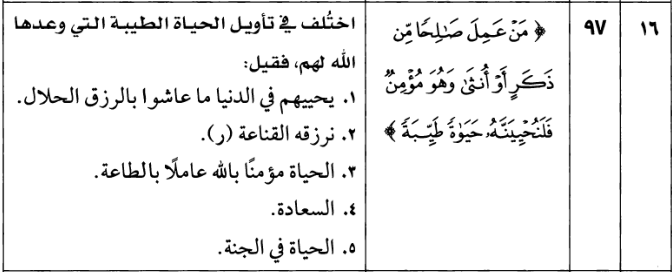 ١٦
٩٧
﴿ مَنْ عَمِلَ صَالِحًا مِّن
ذَكَرٍ أَوْ أُنثَىٰ وَهُوَ مُؤْمِنٌ
فَلَنُحْيِيَنَّهُۥ حَيَوٰةً طَيِّبَةً ﴾
اختُلف في تأويل الحياة الطيبة التي وعدها
الله لهم، فقيل:
١. يحييهم في الدنيا ما عاشوا بالرزق الحلال.
٢. نرزقه القناعة (ر).
٣. الحياة مؤمنًا بالله عاملًا بالطاعة.
٤. السعادة.
٥. الحياة في الجنة.